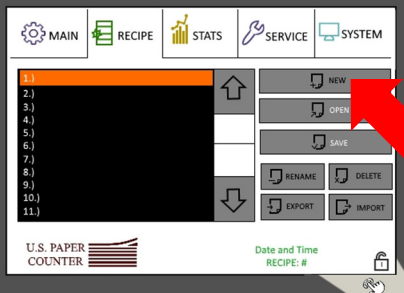 MAIN RECIPE STATS SERVICE SYSTEM
1.)
2.)
3.)
4.)
5.)
6.)
7.)
8.)
9.)
10.)
11.)
NEW
OPEN
SAVE
RENAME DELETE
EXPORT IMPORT
U.S. PAPER
COUNTER
Date and Time
RECIPE: #